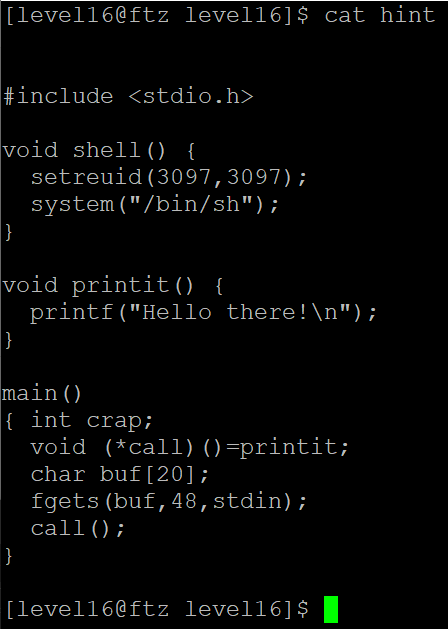 [level16@ftz level16]$ cat hint
#include <stdio.h>
void shell() {
  setreuid(3097,3097);
  system("/bin/sh");
}
void printit() {
  printf("Hello there!\n");
}
main()
{ int crap;
  void (*call)()=printit;
  char buf[20];
  fgets(buf,48,stdin);
  call();
}
[level16@ftz level16]$